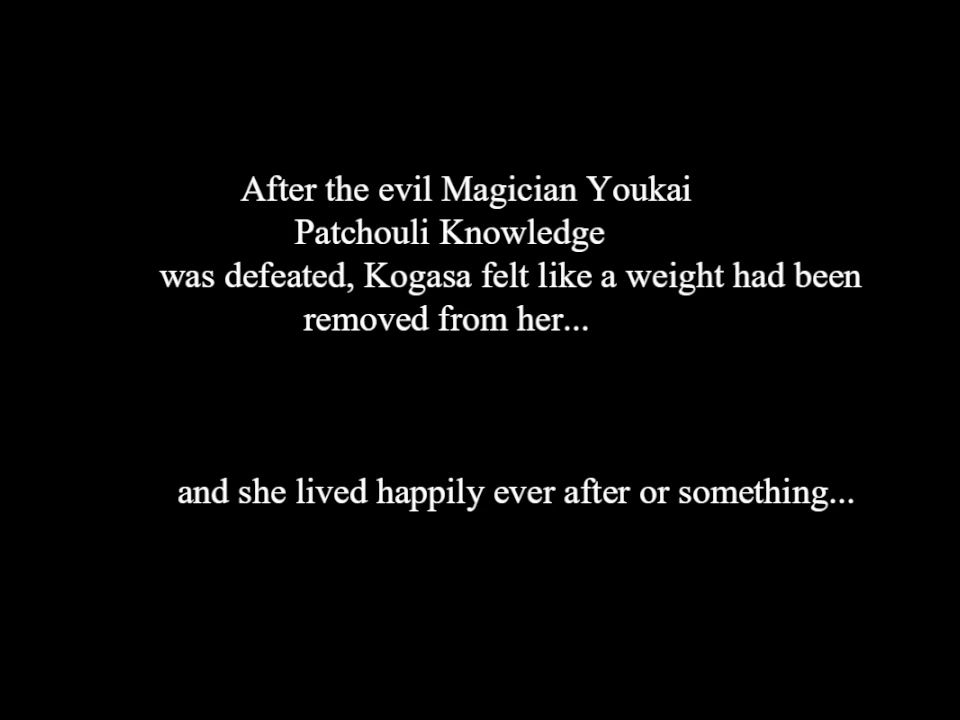 After the evil Magician Youkai
Patchouli Knowledge
was defeated, Kogasa felt like a weight had been
removed from her...
and she lived happily ever after or something...